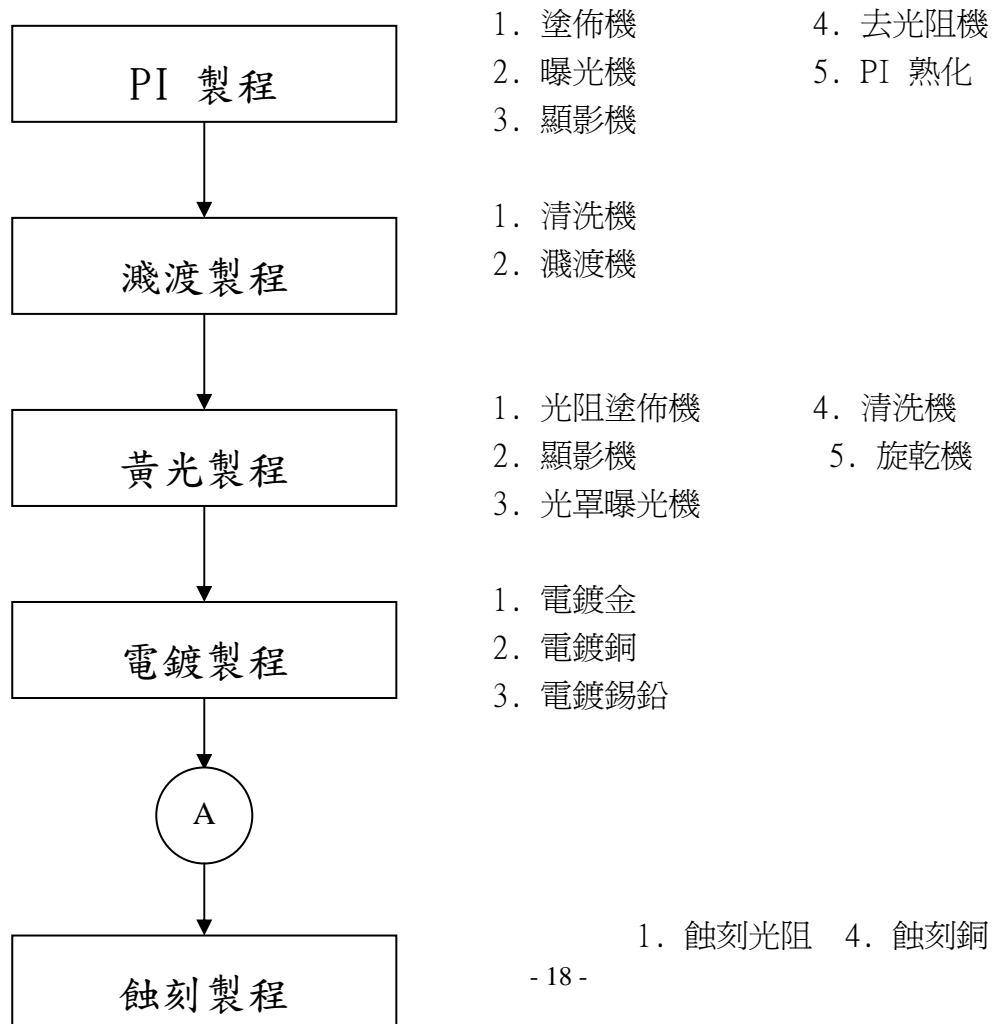 PI 製程
1. 塗佈機 4. 去光阻機
2. 曝光機 5. PI 熟化
3. 顯影機
濺渡製程
1. 清洗機
2. 濺渡機
黃光製程
1. 光阻塗佈機 4. 清洗機
2. 顯影機 5. 旋乾機
3. 光罩曝光機
電鍍製程
1. 電鍍金
2. 電鍍銅
3. 電鍍錫鉛
A
蝕刻製程
1. 蝕刻光阻 4. 蝕刻銅
- 18 -